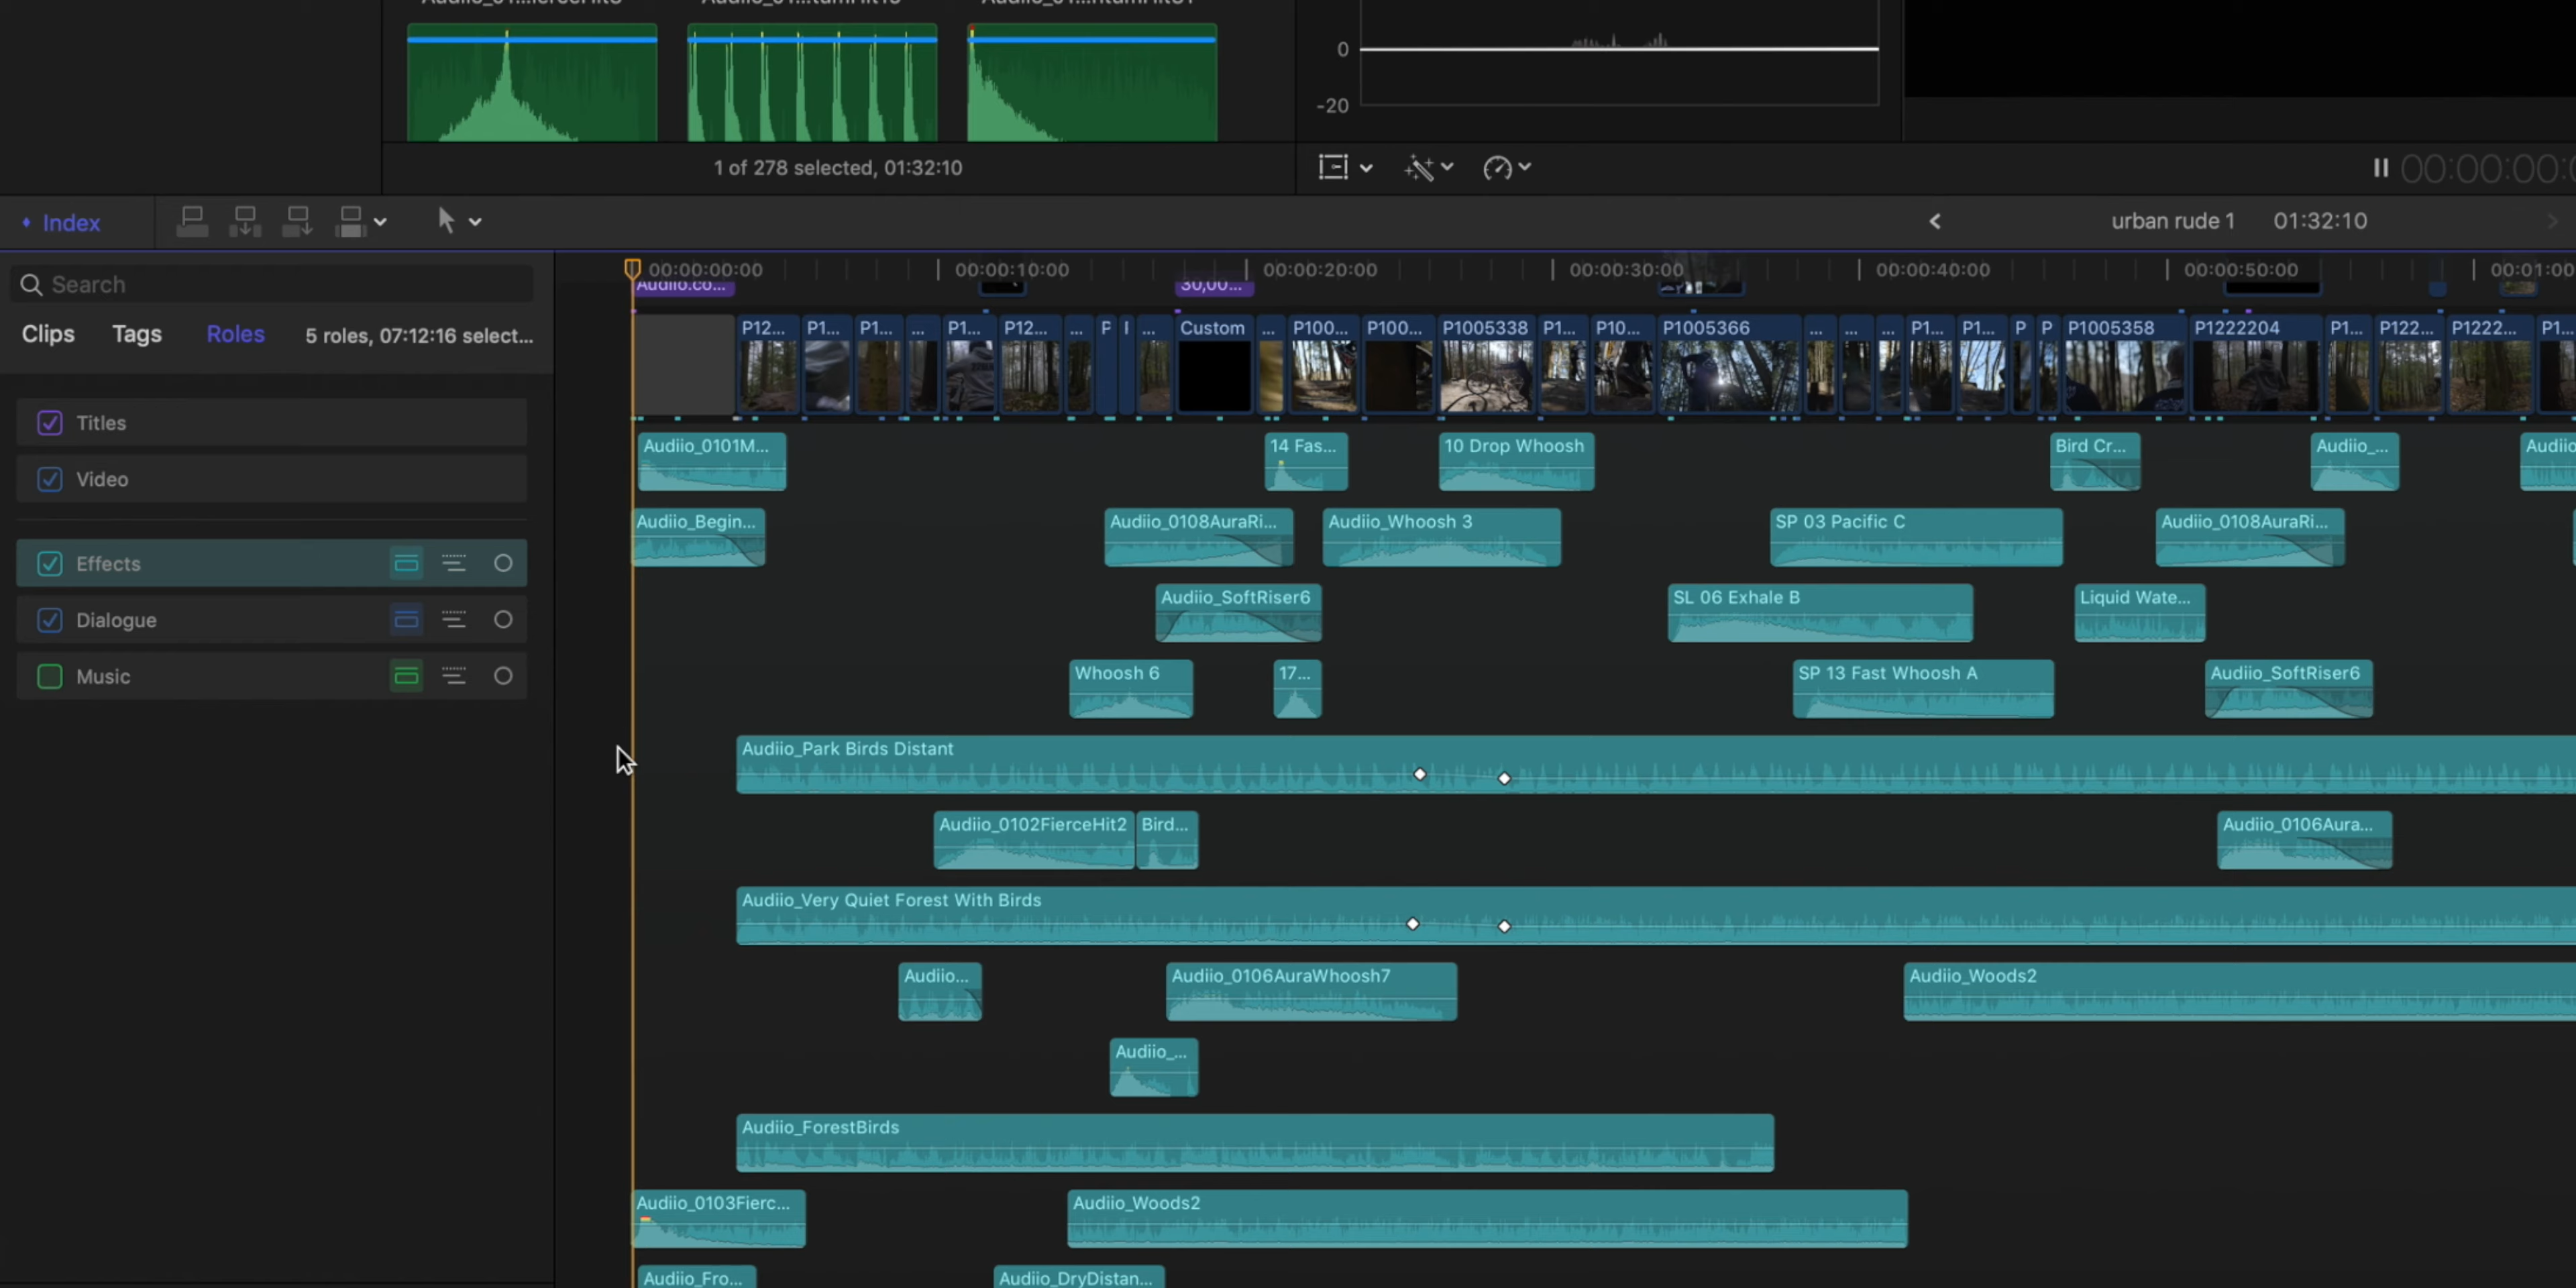 0
-20
1 of 278 selected, 01:32:10
00:00:00:0
Index
urban rude 1 01:32:10
Search
00:00:00:00 00:00:10:00 00:00:20:00 00:00:30:00 00:00:40:00 00:00:50:00 00:01:00
Audiio.co... 30,00...
Clips Tags Roles 5 roles, 07:12:16 select...
P12... P1... P1... ... P1... P12... ... P ... Custom ... P100... P100... P1005338 P1... P10... P1005366 ... ... ... P1... P1... P P P1005358 P1222204 P1... P122... P1222... P1...
Titles
Video
Effects
Dialogue
Music
Audiio_0101M... 14 Fas... 10 Drop Whoosh Bird Cr... Audiio_... Audiio
Audiio_Begin... Audiio_0108AuraRi... Audiio_Whoosh 3 SP 03 Pacific C Audiio_0108AuraRi...
Audiio_SoftRiser6 SL 06 Exhale B Liquid Wate...
Whoosh 6 17... SP 13 Fast Whoosh A Audiio_SoftRiser6
Audiio_Park Birds Distant
Audiio_0102FierceHit2 Bird... Audiio_0106Aura...
Audiio_Very Quiet Forest With Birds
Audiio... Audiio_0106AuraWhoosh7 Audiio_Woods2
Audiio_...
Audiio_ForestBirds
Audiio_0103Fierc... Audiio_Woods2
Audiio_Fro... Audiio_DryDistan...